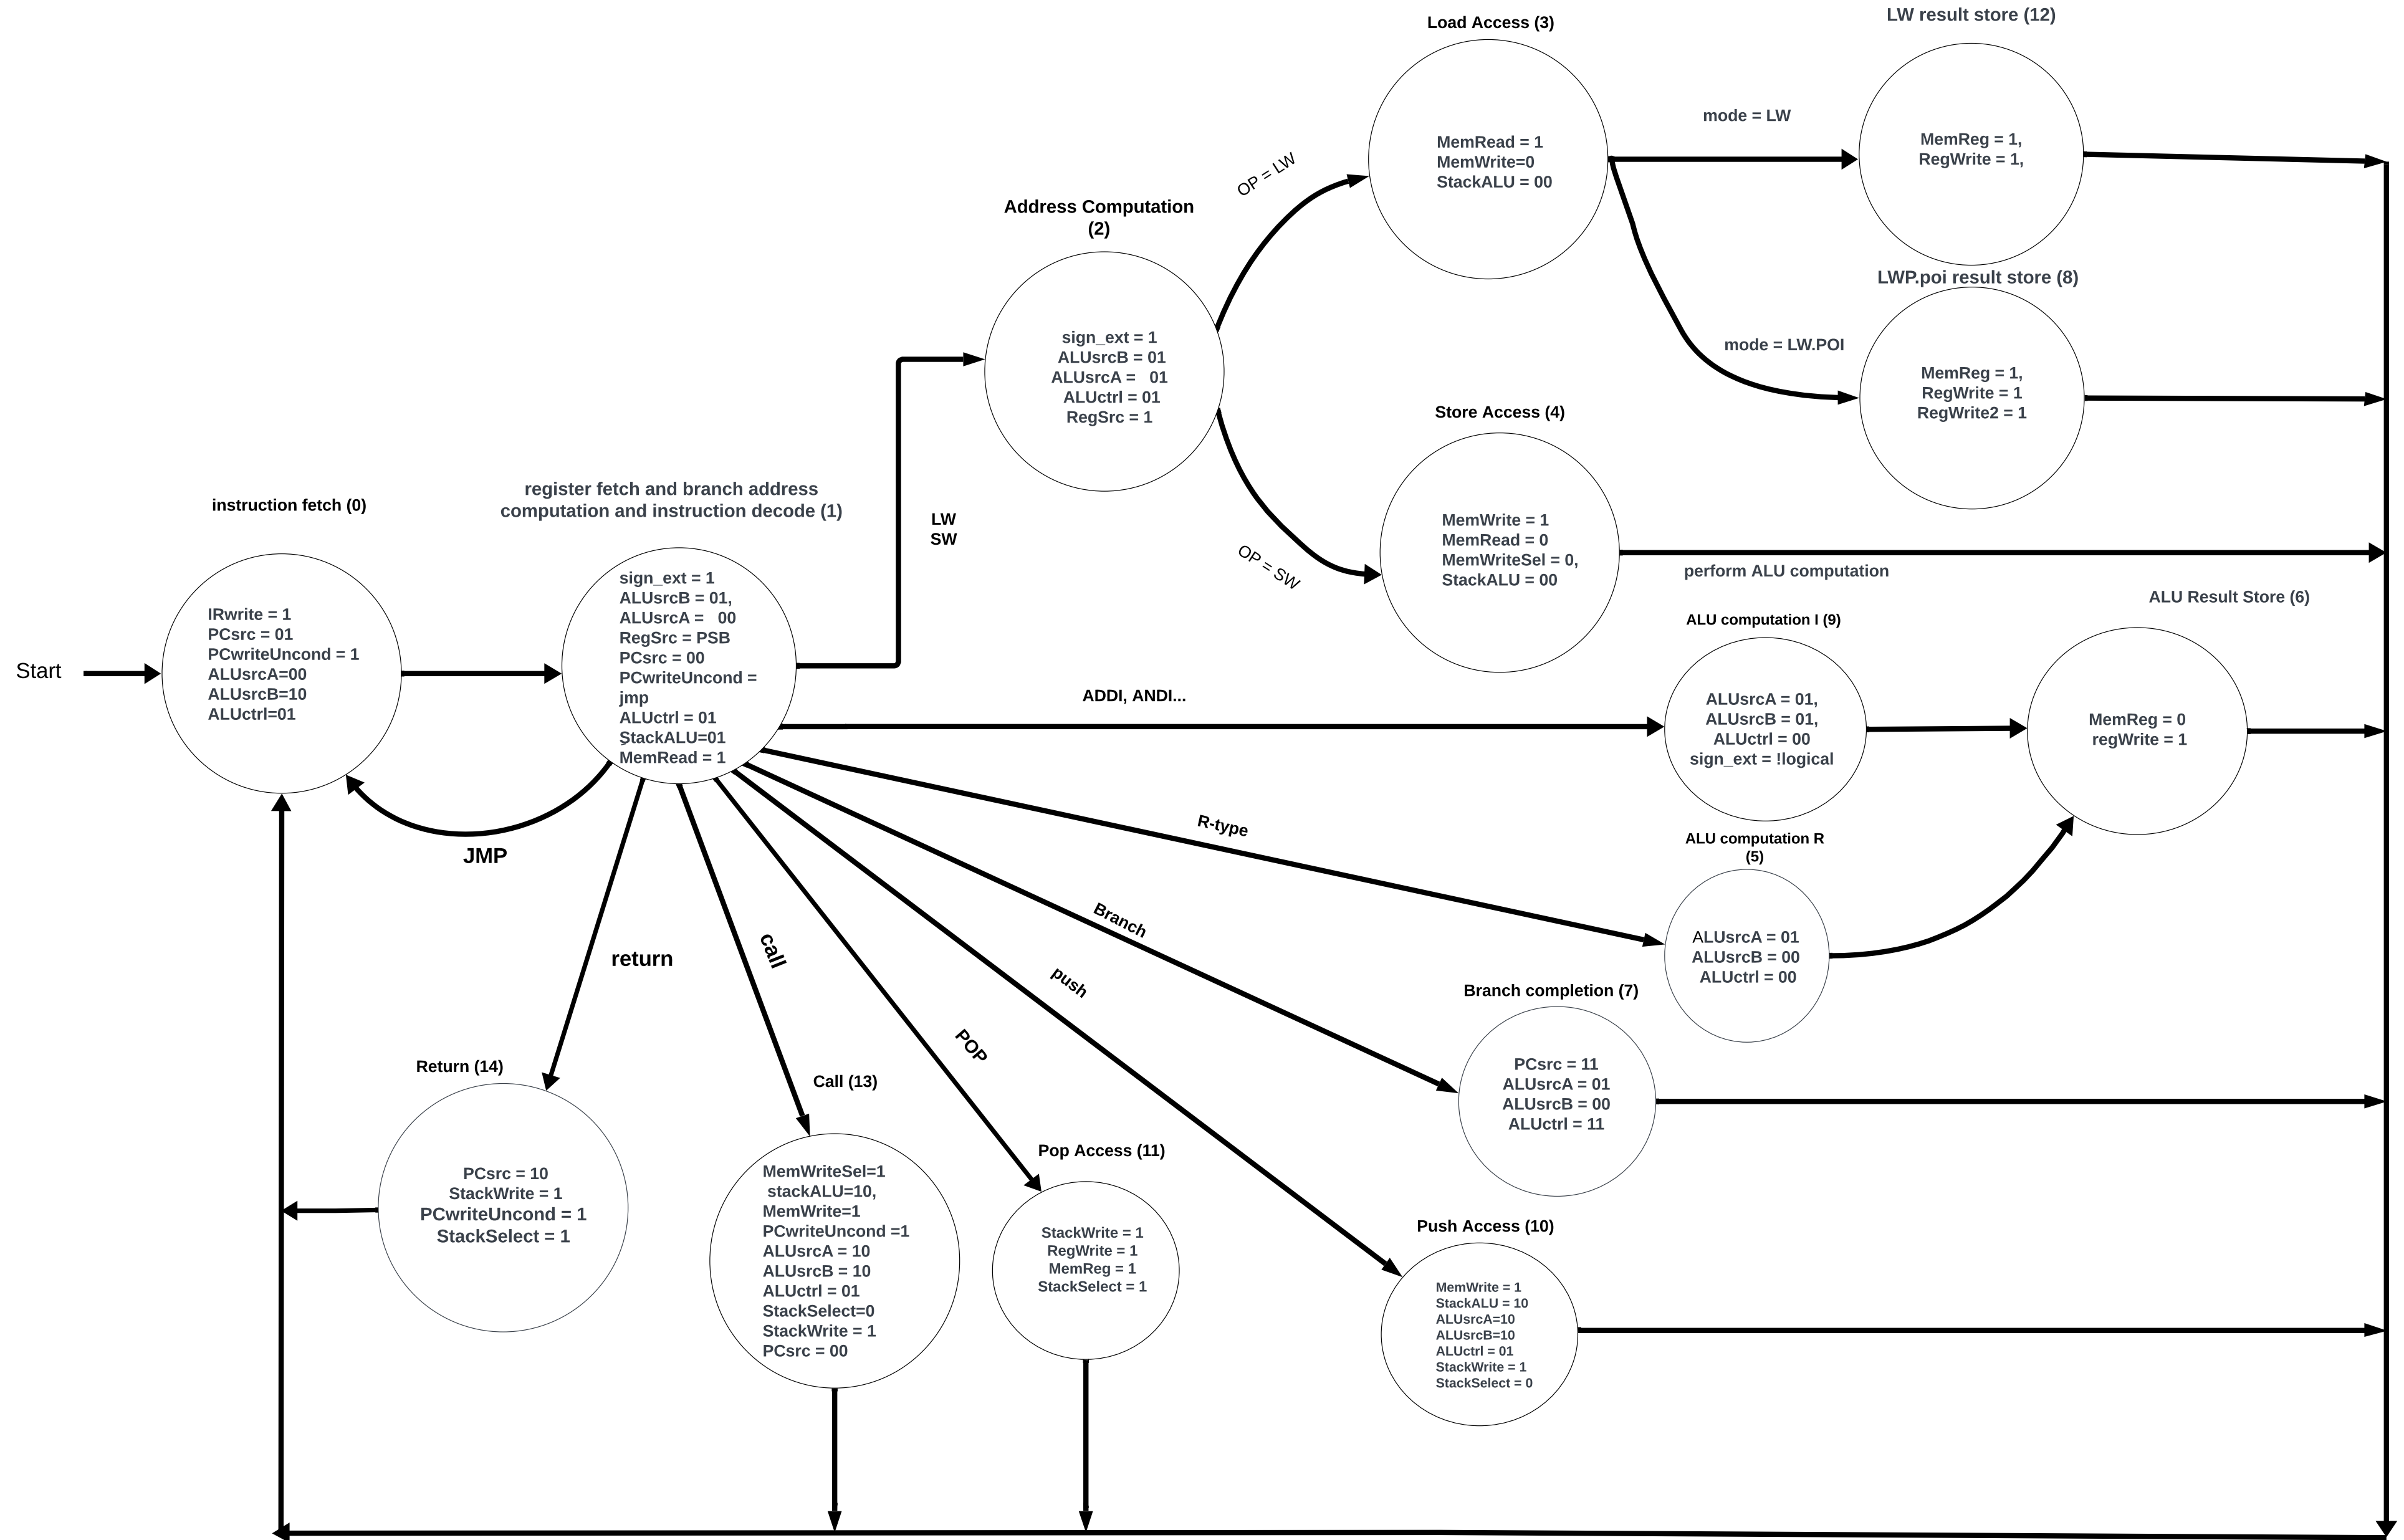 Load Access (3)
MemRead = 1
MemWrite=0
StackALU = 00
mode = LW
LW result store (12)
MemReg = 1,
RegWrite = 1,
OP = LW
Address Computation
(2)
sign_ext = 1
ALUsrcB = 01
ALUsrcA =   01
ALUctrl = 01
RegSrc = 1
LWP.poi result store (8)
mode = LW.POI
MemReg = 1,
RegWrite = 1
RegWrite2 = 1
Store Access (4)
OP = SW
MemWrite = 1
MemRead = 0
MemWriteSel = 0,
StackALU = 00
instruction fetch (0)
register fetch and branch address
computation and instruction decode (1)
LW
SW
Start
IRwrite = 1
PCsrc = 01
PCwriteUncond = 1
ALUsrcA=00
ALUsrcB=10
ALUctrl=01
sign_ext = 1
ALUsrcB = 01,
ALUsrcA =   00
RegSrc = PSB
PCsrc = 00
PCwriteUncond =
jmp
ALUctrl = 01
StackALU=01
MemRead = 1
perform ALU computation
ALU computation I (9)
ALU Result Store (6)
ADDI, ANDI...
ALUsrcA = 01,
ALUsrcB = 01,
ALUctrl = 00
sign_ext = !logical
MemReg = 0
regWrite = 1
JMP
R-type
ALU computation R
(5)
ALUsrcA = 01
ALUsrcB = 00
ALUctrl = 00
Branch
return
call
POP
push
Branch completion (7)
PCsrc = 11
ALUsrcA = 01
ALUsrcB = 00
ALUctrl = 11
Return (14)
PCsrc = 10
StackWrite = 1
PCwriteUncond = 1
StackSelect = 1
Call (13)
MemWriteSel=1
stackALU=10,
MemWrite=1
PCwriteUncond =1
ALUsrcA = 10
ALUsrcB = 10
ALUctrl = 01
StackSelect=0
StackWrite = 1
PCsrc = 00
Pop Access (11)
StackWrite = 1
RegWrite = 1
MemReg = 1
StackSelect = 1
Push Access (10)
MemWrite = 1
StackALU = 10
ALUsrcA=10
ALUsrcB=10
ALUctrl = 01
StackWrite = 1
StackSelect = 0